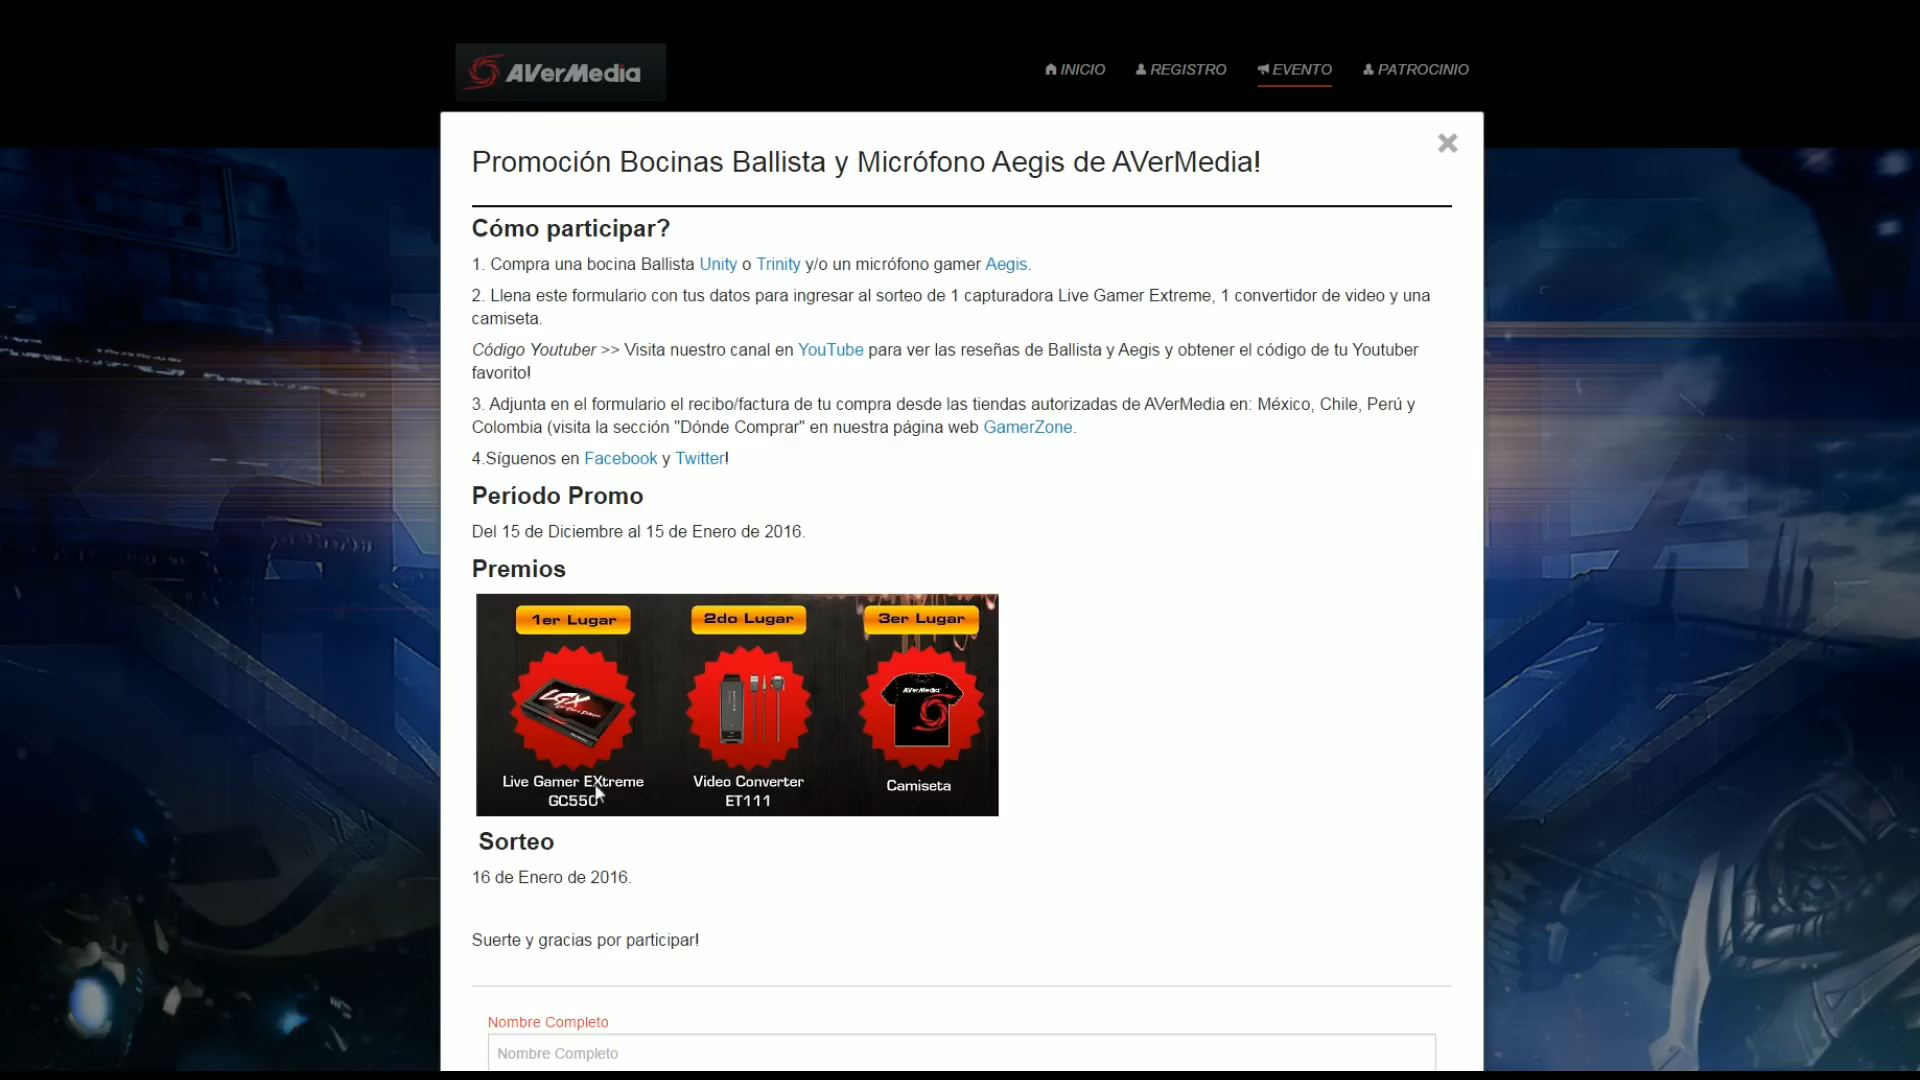 AVerMedia
INICIO REGISTRO EVENTO PATROCINIO
Promoción Bocinas Ballista y Micrófono Aegis de AVerMedia!
Cómo participar?
1. Compra una bocina Ballista Unity o Trinity y/o un micrófono gamer Aegis.
2. Llena este formulario con tus datos para ingresar al sorteo de 1 capturadora Live Gamer Extreme, 1 convertidor de video y una
camiseta.
Código Youtuber >> Visita nuestro canal en YouTube para ver las reseñas de Ballista y Aegis y obtener el código de tu Youtuber
favorito!
3. Adjunta en el formulario el recibo/factura de tu compra desde las tiendas autorizadas de AVerMedia en: México, Chile, Perú y
Colombia (visita la sección "Dónde Comprar" en nuestra página web GamerZone.
4.Síguenos en Facebook y Twitter!
Período Promo
Del 15 de Diciembre al 15 de Enero de 2016.
Premios
1er Lugar 2do Lugar 3er Lugar
LGX
AVerMedia
Live Gamer EXtreme Video Converter Camiseta
GC550 ET111
Sorteo
16 de Enero de 2016.
Suerte y gracias por participar!
Nombre Completo
Nombre Completo